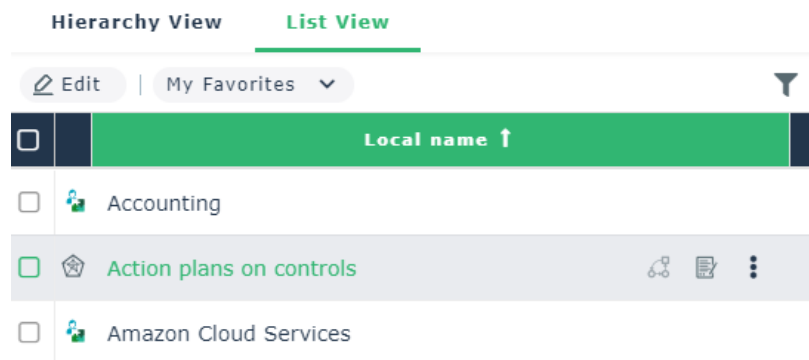 Hierarchy View List View
Edit | My Favorites
Local name ↑
Accounting
Action plans on controls
Amazon Cloud Services